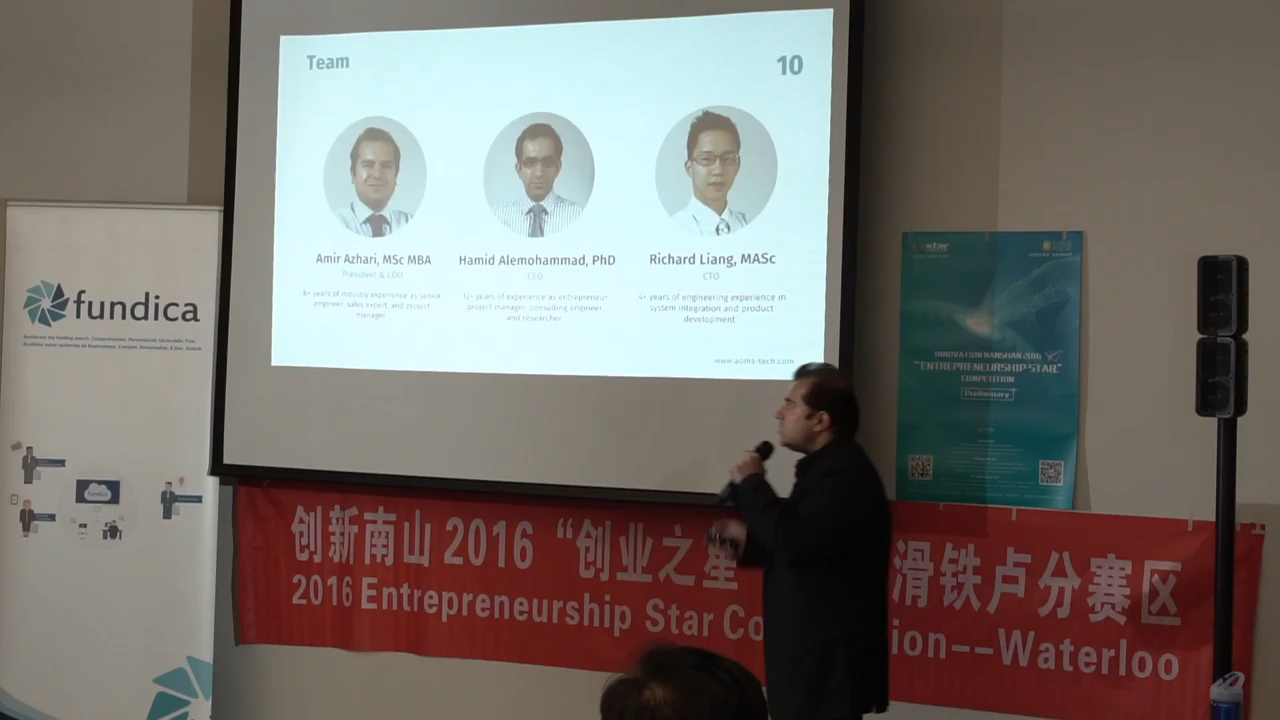 Team
10
Amir Azhari, MSc MBA
President & COO
6+ years of industry experience as senior
engineer, sales expert, and project
manager
Hamid Alemohammad, PhD
CEO
12+ years of experience as entrepreneur
project manager, consulting engineer,
and researcher
Richard Liang, MASc
CTO
4+ years of engineering experience in
system integration and product
development
www.aoms-tech.com
fundica
fundica
INNOVATION NANSHAN 2016
"ENTREPRENEURSHIP STAR"
COMPETITION
Preliminary
创新南山 2016 “创业之星 滑铁卢分赛区
2016 Entrepreneurship Star Co ion--Waterloo